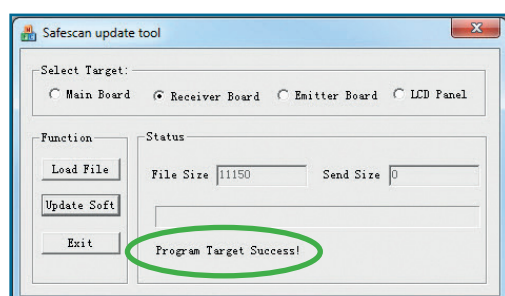 Safescan update tool
Select Target:
Main Board Receiver Board Emitter Board LCD Panel
Function
Status
Load File
File Size 11150 Send Size 0
Update Soft
Exit
Program Target Success!